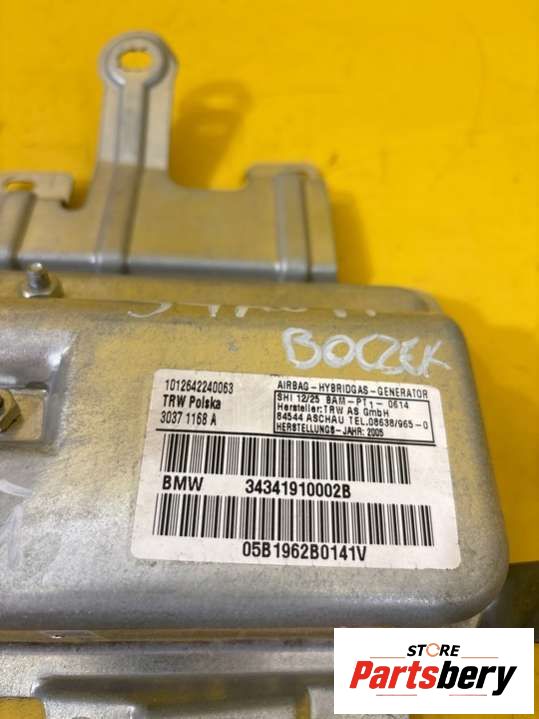 BOCZEK
1012642240063
TRW Polska
3037 1168 A
AIRBAG-HYBRIDGAS-GENERATOR
SHI 12/25 BAM-PT1-0614
Hersteller:TRW AS GmbH
84544 ASCHAU TEL.08638/965-0
HERSTELLUNGS-JAHR: 2005
BMW 34341910002B
05B1962B0141V
STORE
Partsbery